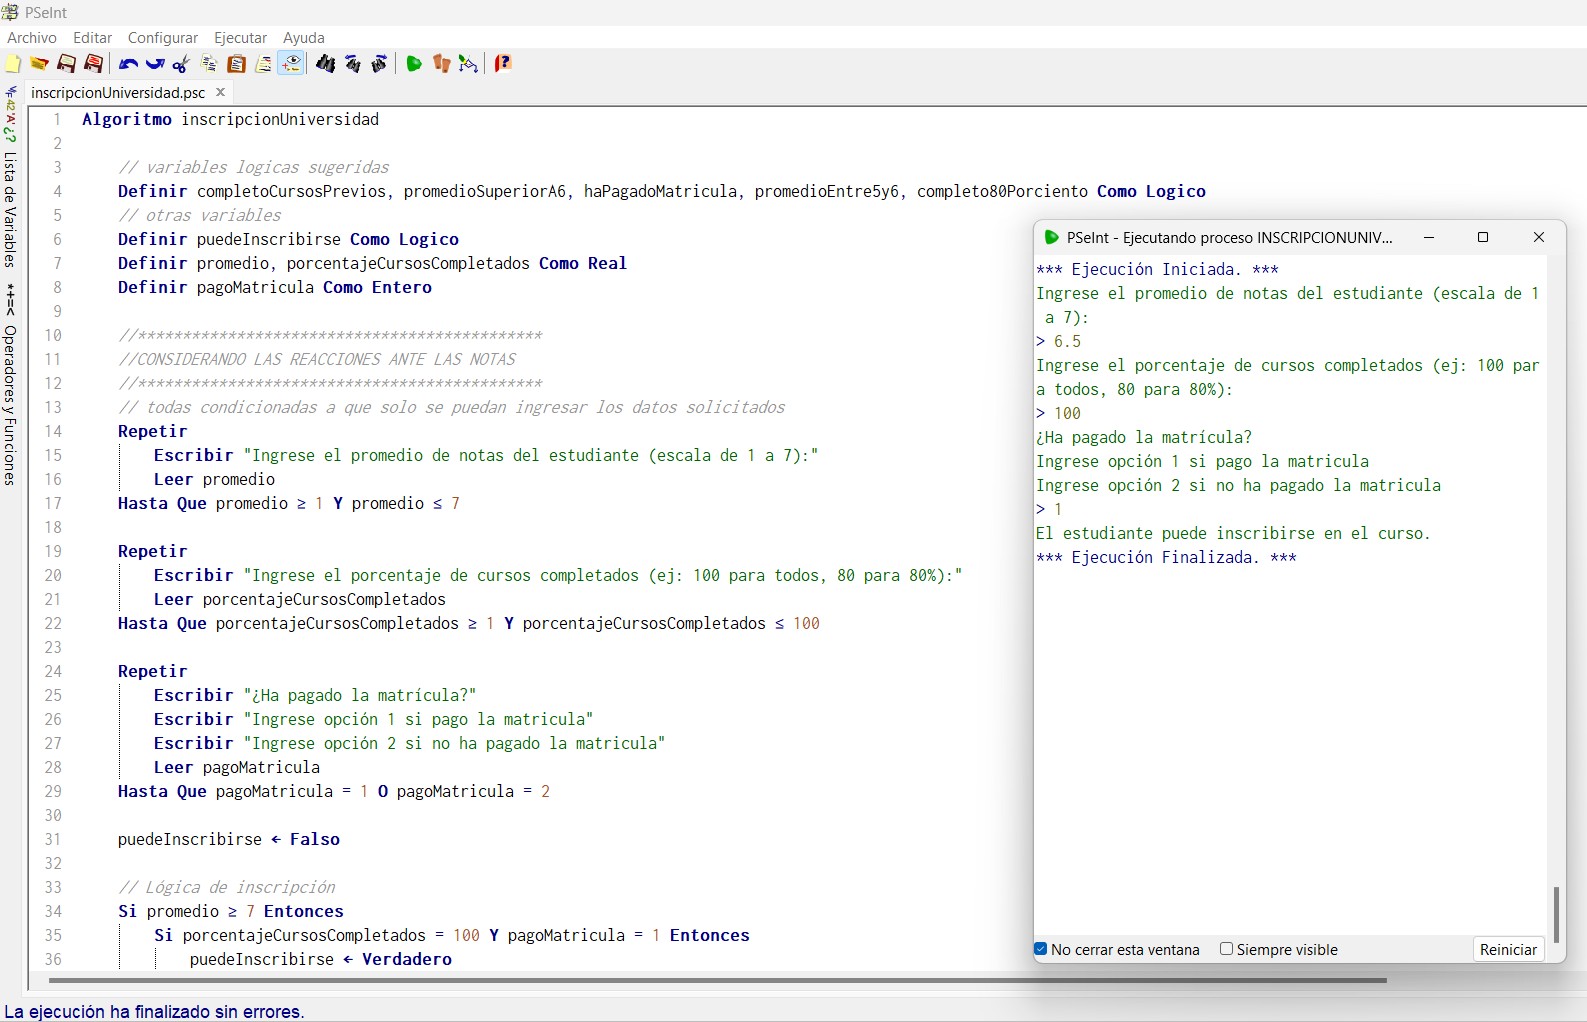 PSeInt
Archivo Editar Configurar Ejecutar Ayuda
inscripcionUniversidad.psc
Lista de Variables
Operadores y Funciones
1 Algoritmo inscripcionUniversidad
2
3 // variables logicas sugeridas
4 Definir completoCursosPrevios, promedioSuperiorA6, haPagadoMatricula, promedioEntre5y6, completo80Porciento Como Logico
5 // otras variables
6 Definir puedeInscribirse Como Logico
7 Definir promedio, porcentajeCursosCompletados Como Real
8 Definir pagoMatricula Como Entero
9
10 //*********************************************
11 //CONSIDERANDO LAS REACCIONES ANTE LAS NOTAS
12 //*********************************************
13 // todas condicionadas a que solo se puedan ingresar los datos solicitados
14 Repetir
15 Escribir "Ingrese el promedio de notas del estudiante (escala de 1 a 7):"
16 Leer promedio
17 Hasta Que promedio ≥ 1 Y promedio ≤ 7
18
19 Repetir
20 Escribir "Ingrese el porcentaje de cursos completados (ej: 100 para todos, 80 para 80%):"
21 Leer porcentajeCursosCompletados
22 Hasta Que porcentajeCursosCompletados ≥ 1 Y porcentajeCursosCompletados ≤ 100
23
24 Repetir
25 Escribir "¿Ha pagado la matrícula?"
26 Escribir "Ingrese opción 1 si pago la matricula"
27 Escribir "Ingrese opción 2 si no ha pagado la matricula"
28 Leer pagoMatricula
29 Hasta Que pagoMatricula = 1 O pagoMatricula = 2
30
31 puedeInscribirse ← Falso
32
33 // Lógica de inscripción
34 Si promedio ≥ 7 Entonces
35 Si porcentajeCursosCompletados = 100 Y pagoMatricula = 1 Entonces
36 puedeInscribirse ← Verdadero
PSeInt - Ejecutando proceso INSCRIPCIONUNIV...
*** Ejecución Iniciada. ***
Ingrese el promedio de notas del estudiante (escala de 1
a 7):
> 6.5
Ingrese el porcentaje de cursos completados (ej: 100 par
a todos, 80 para 80%):
> 100
¿Ha pagado la matrícula?
Ingrese opción 1 si pago la matricula
Ingrese opción 2 si no ha pagado la matricula
> 1
El estudiante puede inscribirse en el curso.
*** Ejecución Finalizada. ***
No cerrar esta ventana Siempre visible Reiniciar
La ejecución ha finalizado sin errores.